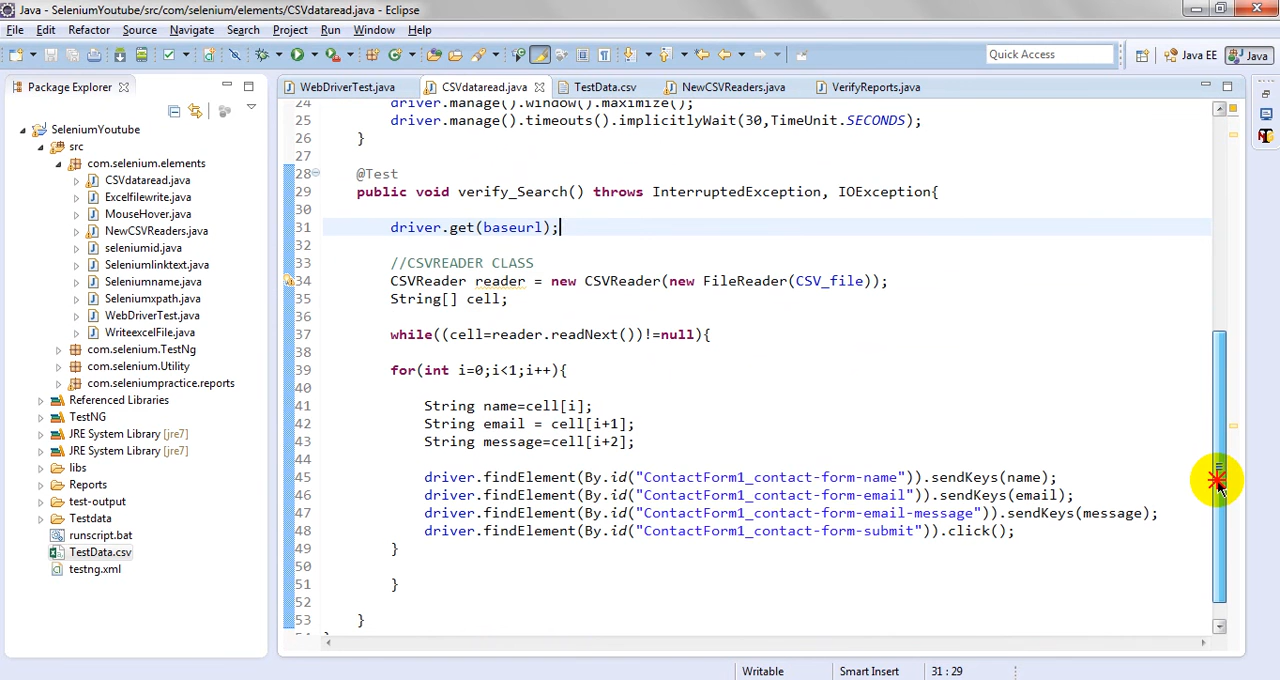 Java - SeleniumYoutube/src/com/selenium/elements/CSVdataread.java - Eclipse
File Edit Refactor Source Navigate Search Project Run Window Help
Quick Access Java EE Java
Package Explorer
SeleniumYoutube
src
com.selenium.elements
CSVdataread.java
Excelfilewrite.java
MouseHover.java
NewCSVReaders.java
seleniumid.java
Seleniumlinktext.java
Seleniumname.java
Seleniumxpath.java
WebDriverTest.java
WriteexcelFile.java
com.selenium.TestNg
com.selenium.Utility
com.seleniumpractice.reports
Referenced Libraries
TestNG
JRE System Library [jre7]
JRE System Library [jre7]
libs
Reports
test-output
Testdata
runscript.bat
TestData.csv
testng.xml
WebDriverTest.java CSVdataread.java TestData.csv NewCSVReaders.java VerifyReports.java
24 driver.manage().window().maximize();
25 driver.manage().timeouts().implicitlyWait(30,TimeUnit.SECONDS);
26 }
27
28 @Test
29 public void verify_Search() throws InterruptedException, IOException{
30
31 driver.get(baseurl);
32
33 //CSVREADER CLASS
34 CSVReader reader = new CSVReader(new FileReader(CSV_file));
35 String[] cell;
36
37 while((cell=reader.readNext())!=null){
38
39 for(int i=0;i<1;i++){
40
41 String name=cell[i];
42 String email = cell[i+1];
43 String message=cell[i+2];
44
45 driver.findElement(By.id("ContactForm1_contact-form-name")).sendKeys(name);
46 driver.findElement(By.id("ContactForm1_contact-form-email")).sendKeys(email);
47 driver.findElement(By.id("ContactForm1_contact-form-email-message")).sendKeys(message);
48 driver.findElement(By.id("ContactForm1_contact-form-submit")).click();
49 }
50
51 }
52
53 }
54 }
Writable Smart Insert 31 : 29